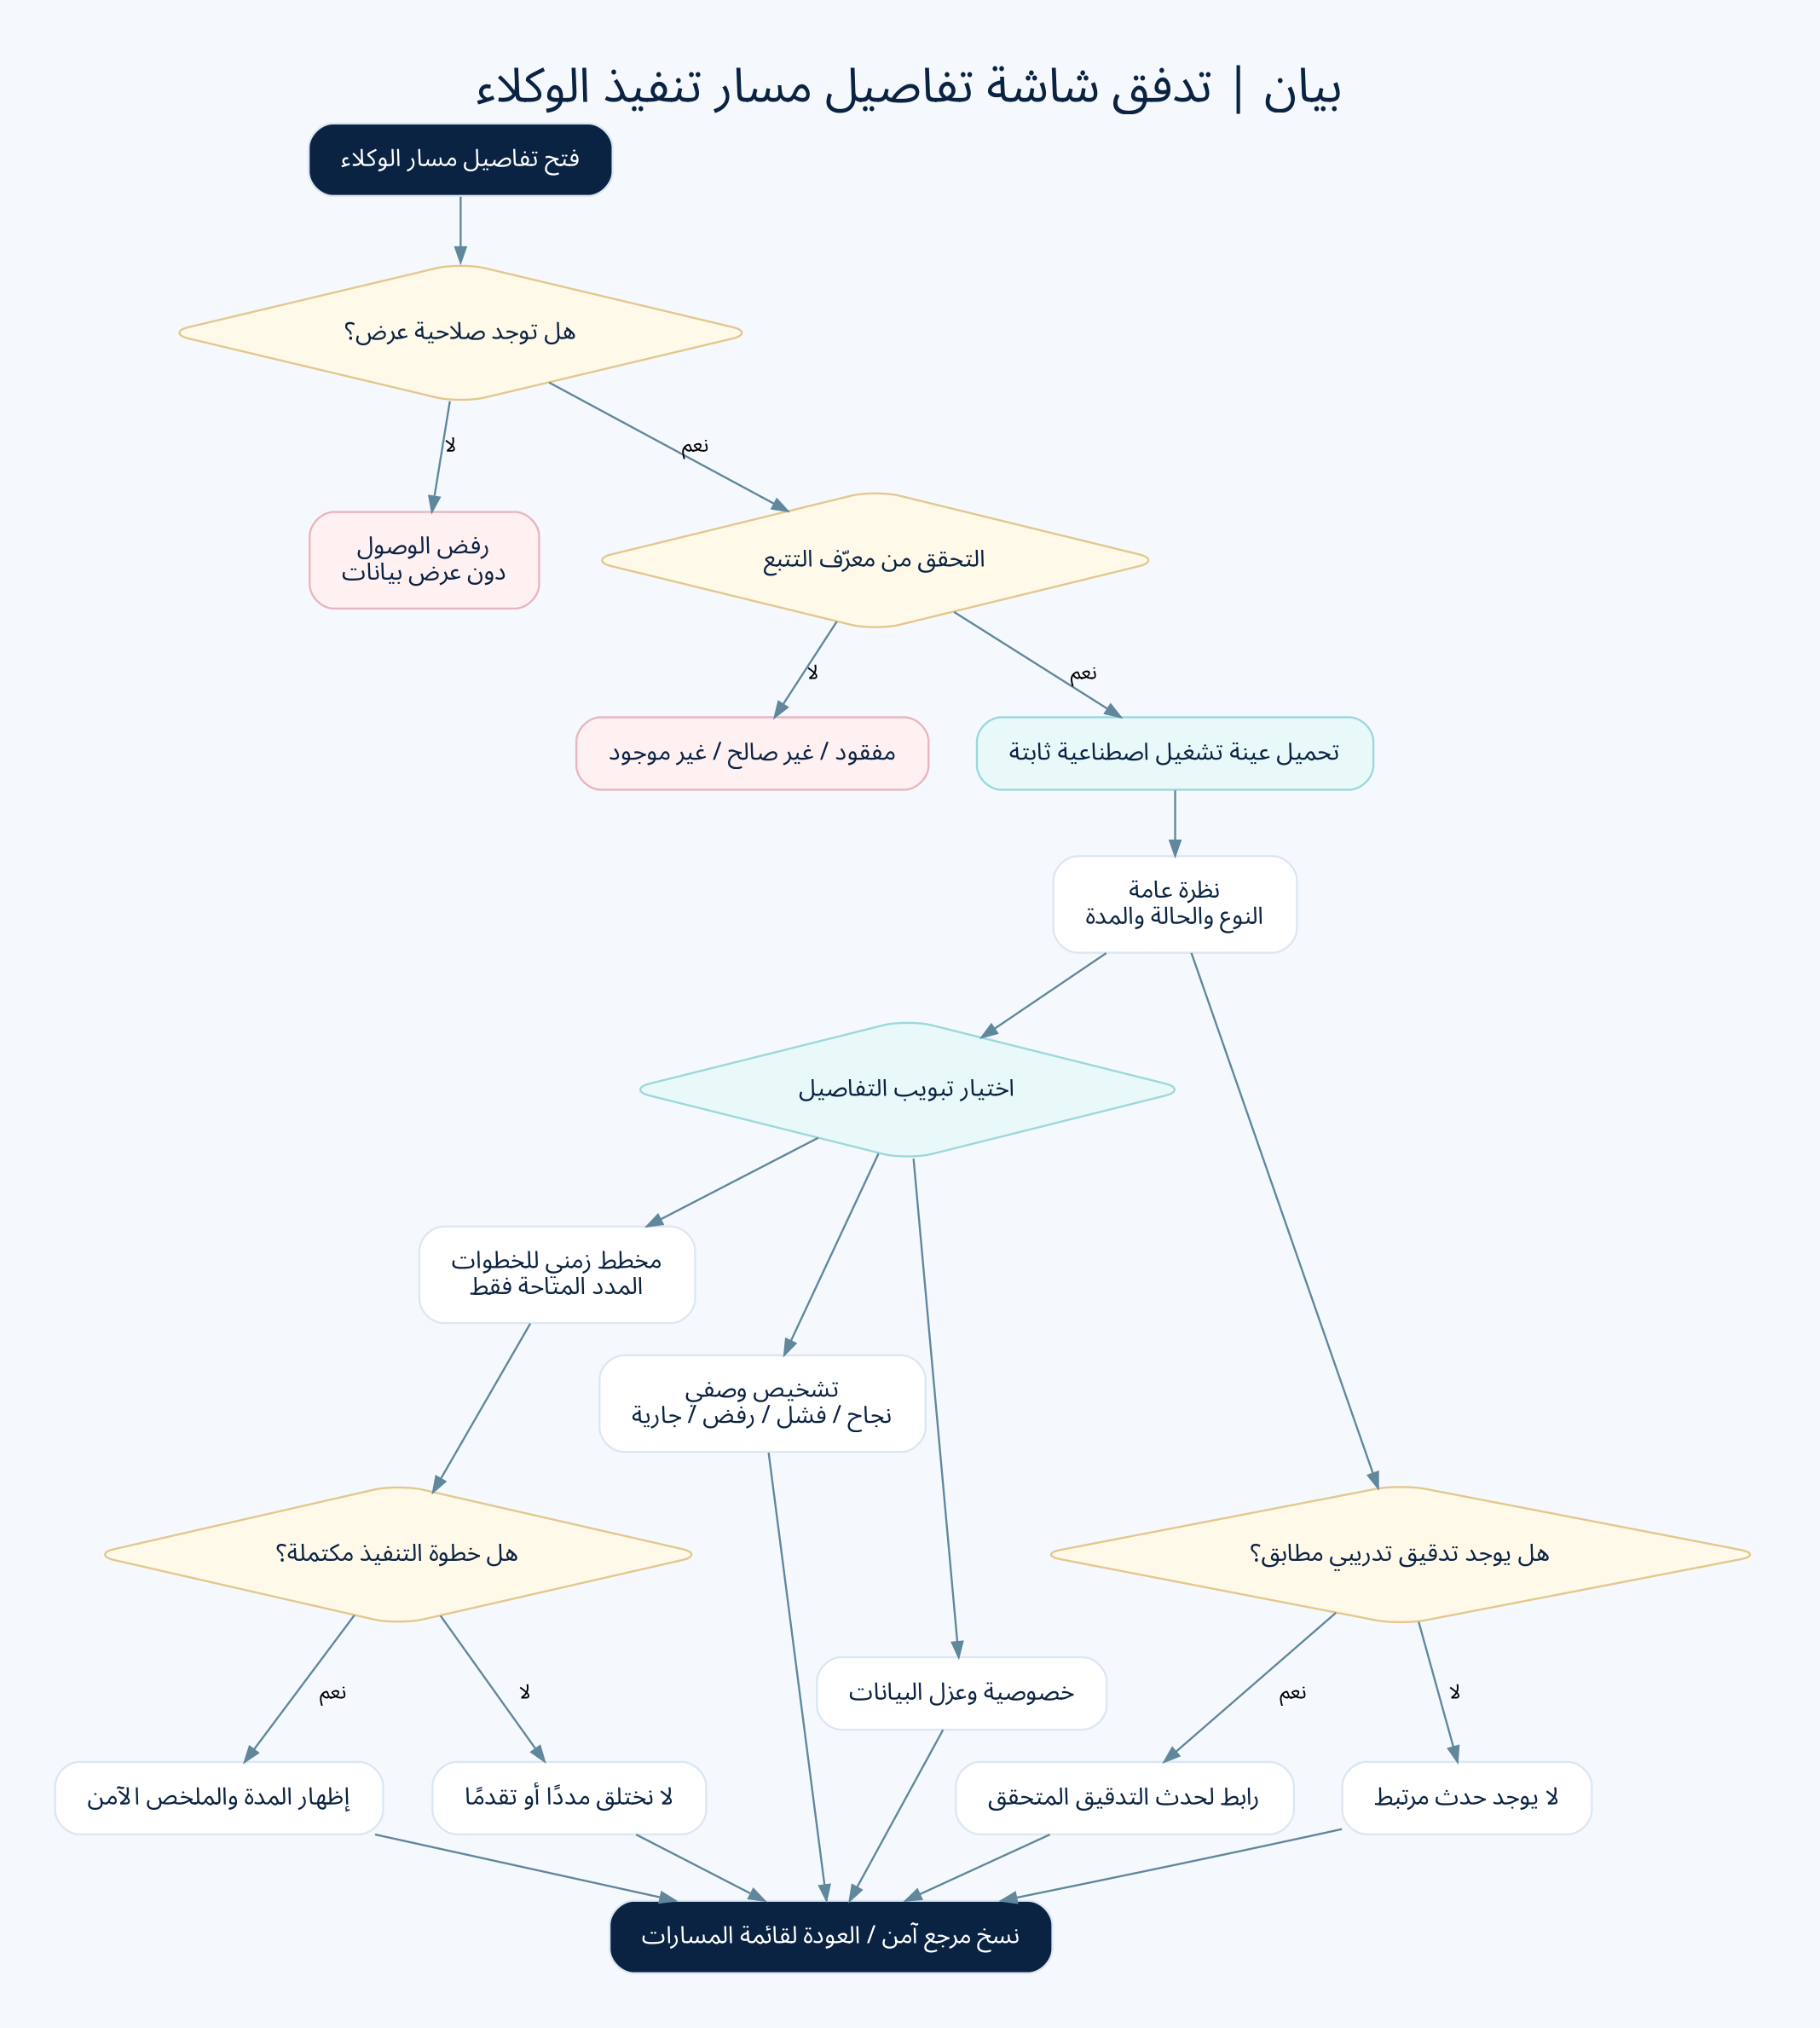 بيان | تدفق شاشة تفاصيل مسار تنفيذ الوكلاء
فتح تفاصيل مسار الوكلاء
هل توجد صلاحية عرض؟
نعم
لا
التحقق من معرّف التتبع
رفض الوصول
دون عرض بيانات
نعم
لا
تحميل عينة تشغيل اصطناعية ثابتة
مفقود / غير صالح / غير موجود
نظرة عامة
النوع والحالة والمدة
اختيار تبويب التفاصيل
مخطط زمني للخطوات
المدد المتاحة فقط
تشخيص وصفي
نجاح / فشل / رفض / جارية
هل يوجد تدقيق تدريبي مطابق؟
هل خطوة التنفيذ مكتملة؟
لا
نعم
خصوصية وعزل البيانات
لا
نعم
لا يوجد حدث مرتبط
رابط لحدث التدقيق المتحقق
لا نختلق مددًا أو تقدمًا
إظهار المدة والملخص الآمن
نسخ مرجع آمن / العودة لقائمة المسارات